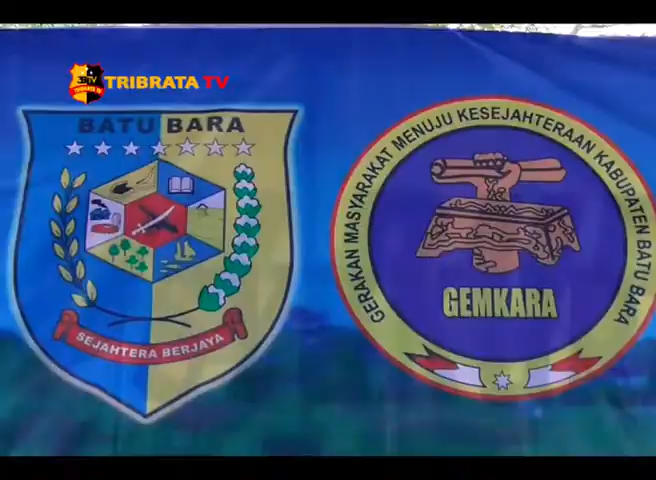 TRIBRATA TV
BATU BARA
SEJAHTERA BERJAYA
GERAKAN MASYARAKAT MENUJU KESEJAHTERAAN KABUPATEN BATU BARA
GEMKARA